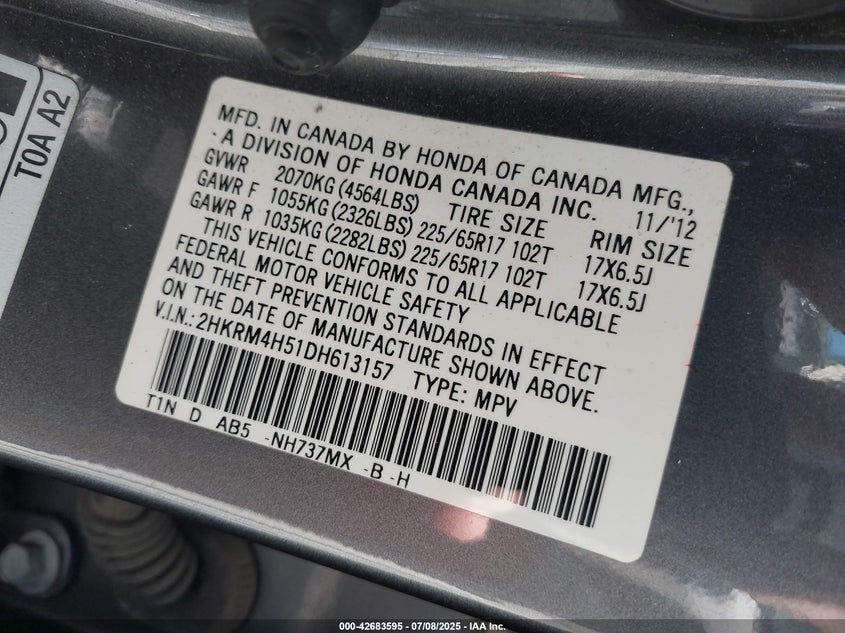 T0A A2
MFD. IN CANADA BY HONDA OF CANADA MFG.,
A DIVISION OF HONDA CANADA INC. 11/'12
GVWR 2070KG (4564LBS) TIRE SIZE RIM SIZE
GAWR F 1055KG (2326LBS) 225/65R17 102T 17X6.5J
GAWR R 1035KG (2282LBS) 225/65R17 102T 17X6.5J
THIS VEHICLE CONFORMS TO ALL APPLICABLE
FEDERAL MOTOR VEHICLE SAFETY
AND THEFT PREVENTION STANDARDS IN EFFECT
ON THE DATE OF MANUFACTURE SHOWN ABOVE.
V.I.N.: 2HKRM4H51DH613157 TYPE: MPV
T1N D AB5 -NH737MX -B -H
000-42683595 - 07/08/2025 - IAA Inc.